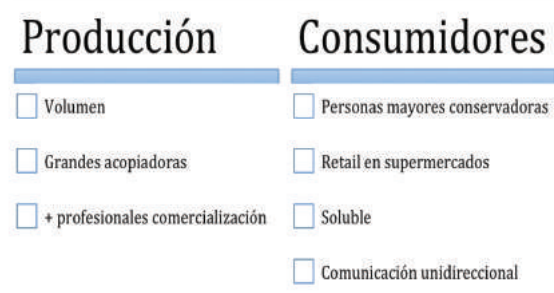 Producción
Volumen
Grandes acopiadoras
+ profesionales comercialización
Consumidores
Personas mayores conservadoras
Retail en supermercados
Soluble
Comunicación unidireccional